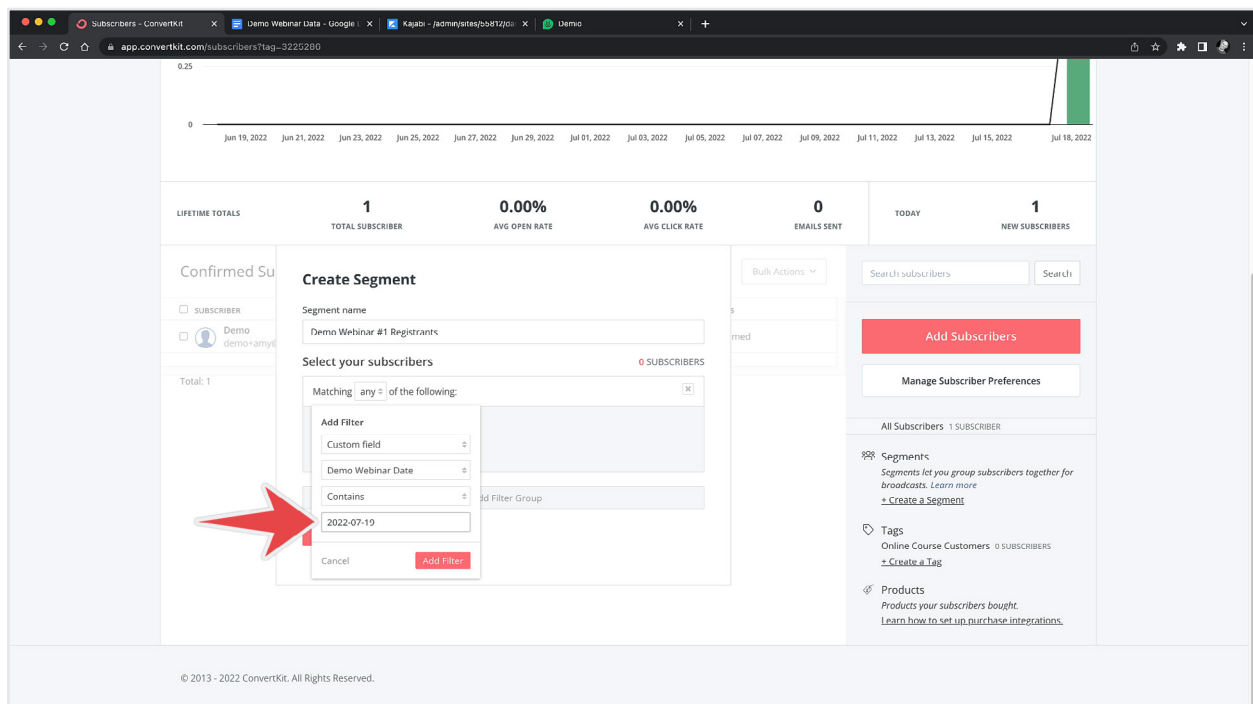 Subscribers - ConvertKit
Demo Webinar Data - Google
Kajabi - /admin/sites/55812/da
Demio
app.convertkit.com/subscribers?tag=3226280
0.25
0
Jun 19, 2022 Jun 21, 2022 Jun 23, 2022 Jun 25, 2022 Jun 27, 2022 Jun 29, 2022 Jul 01, 2022 Jul 03, 2022 Jul 05, 2022 Jul 07, 2022 Jul 09, 2022 Jul 11, 2022 Jul 13, 2022 Jul 15, 2022 Jul 18, 2022
1 0.00% 0.00% 0 1
LIFETIME TOTALS TODAY
TOTAL SUBSCRIBER AVG OPEN RATE AVG CLICK RATE EMAILS SENT NEW SUBSCRIBERS
Confirmed Su
Bulk Actions
SUBSCRIBER
Demo
demo+amy@
med
Total: 1
Create Segment
Segment name
Demo Webinar #1 Registrants
Select your subscribers 0 SUBSCRIBERS
Matching any of the following:
Add Filter
Custom field
Demo Webinar Date
Contains
2022-07-19
Cancel Add Filter
dd Filter Group
Search subscribers Search
Add Subscribers
Manage Subscriber Preferences
All Subscribers 1 SUBSCRIBER
Segments
Segments let you group subscribers together for
broadcasts. Learn more
+ Create a Segment
Tags
Online Course Customers 0 SUBSCRIBERS
+ Create a Tag
Products
Products your subscribers bought.
Learn how to set up purchase integrations.
© 2013 - 2022 ConvertKit. All Rights Reserved.